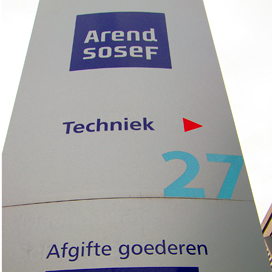 Arend
sosef
Techniek
27
Afgifte goederen